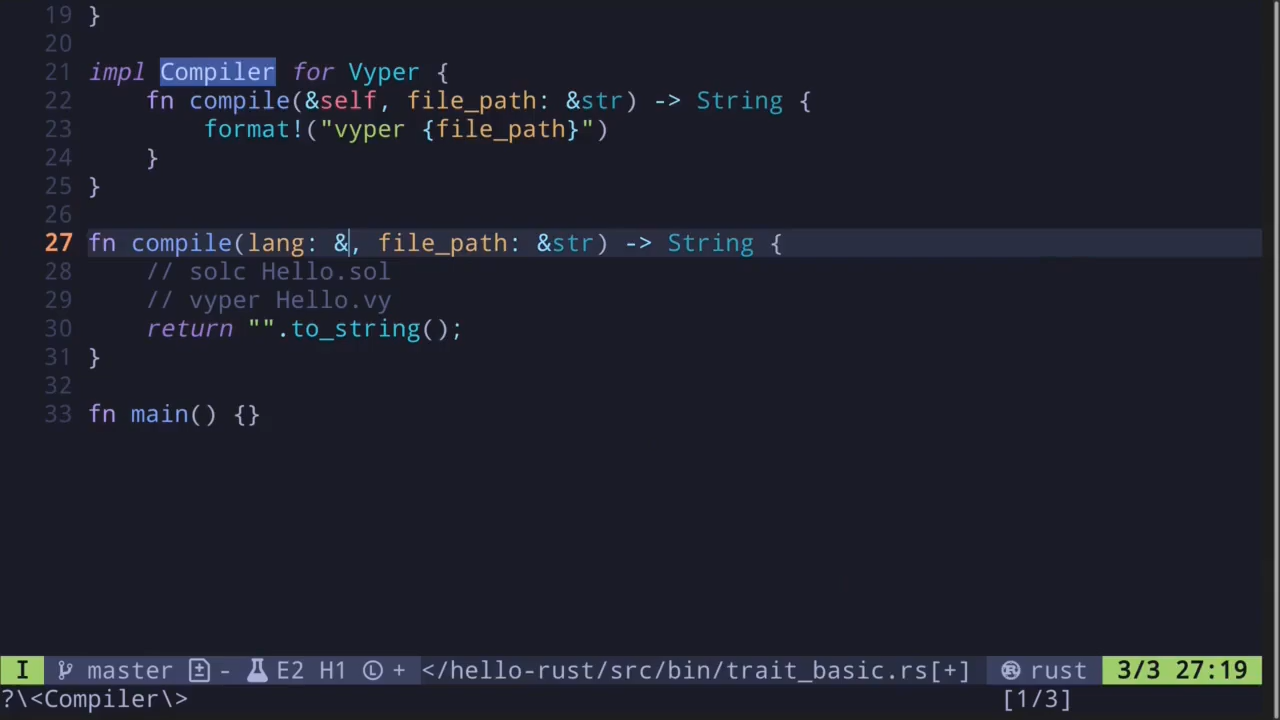 19 }
20
21 impl Compiler for Vyper {
22     fn compile(&self, file_path: &str) -> String {
23         format!("vyper {file_path}")
24     }
25 }
26
27 fn compile(lang: &, file_path: &str) -> String {
28     // solc Hello.sol
29     // vyper Hello.vy
30     return "".to_string();
31 }
32
33 fn main() {}
I master - E2 H1 Ⓛ + </hello-rust/src/bin/trait_basic.rs[+] rust 3/3 27:19
?\<Compiler\> [1/3]